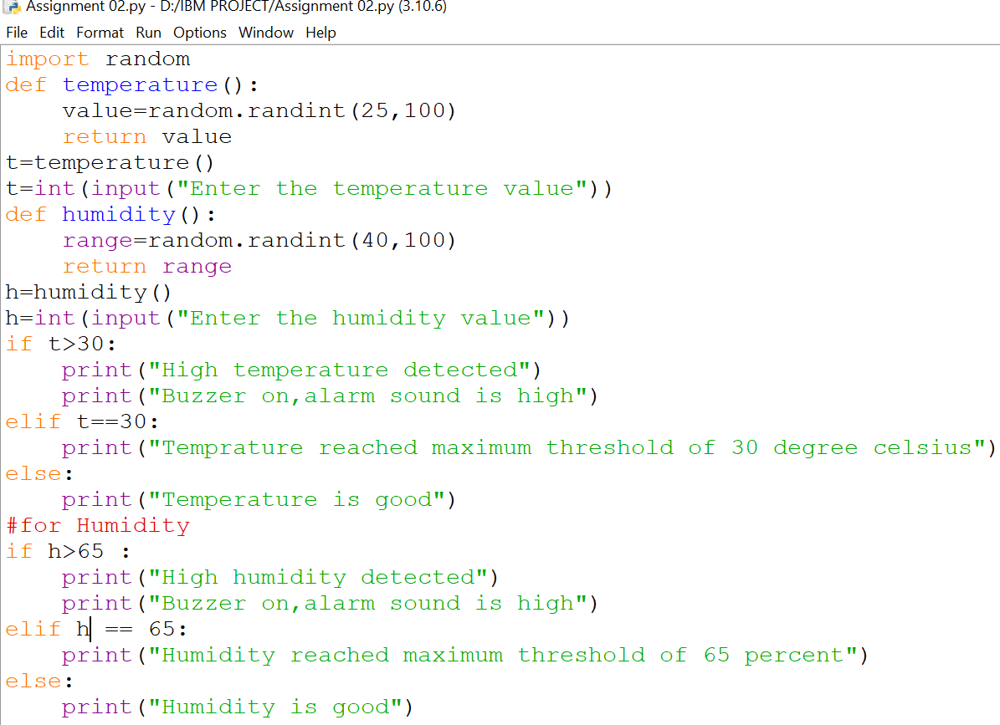 Assignment 02.py - D:/IBM PROJECT/Assignment 02.py (3.10.6)
File Edit Format Run Options Window Help
import random
def temperature():
    value=random.randint(25,100)
    return value
t=temperature()
t=int(input("Enter the temperature value"))
def humidity():
    range=random.randint(40,100)
    return range
h=humidity()
h=int(input("Enter the humidity value"))
if t>30:
    print("High temperature detected")
    print("Buzzer on,alarm sound is high")
elif t==30:
    print("Temprature reached maximum threshold of 30 degree celsius")
else:
    print("Temperature is good")
#for Humidity
if h>65 :
    print("High humidity detected")
    print("Buzzer on,alarm sound is high")
elif h == 65:
    print("Humidity reached maximum threshold of 65 percent")
else:
    print("Humidity is good")